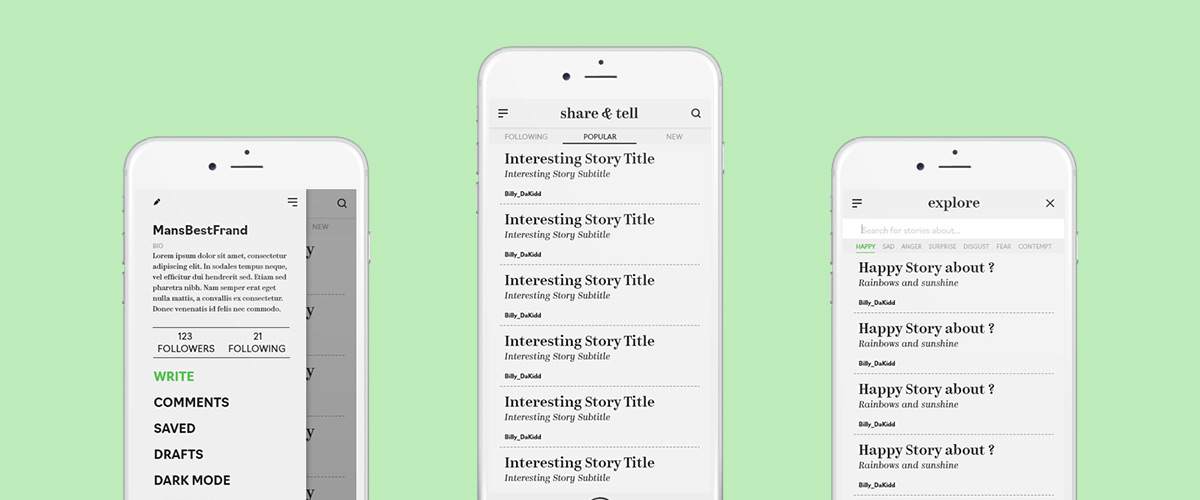 MansBestFrand
BIO
Lorem ipsum dolor sit amet, consectetur
adipiscing elit. In sodales tempus neque,
vel efficitur dui hendrerit sed. Etiam sed
pharetra nibh. Nam semper erat eget
nulla mattis, a convallis ex consectetur.
Donec venenatis id felis nec commodo.
123 21
FOLLOWERS FOLLOWING
WRITE
COMMENTS
SAVED
DRAFTS
DARK MODE
NEW
y
y
y
y
y
share & tell
FOLLOWING POPULAR NEW
Interesting Story Title
Interesting Story Subtitle
Billy_DaKidd
Interesting Story Title
Interesting Story Subtitle
Billy_DaKidd
Interesting Story Title
Interesting Story Subtitle
Billy_DaKidd
Interesting Story Title
Interesting Story Subtitle
Billy_DaKidd
Interesting Story Title
Interesting Story Subtitle
Billy_DaKidd
Interesting Story Title
Interesting Story Subtitle
explore
Search for stories about...
HAPPY SAD ANGER SURPRISE DISGUST FEAR CONTEMPT
Happy Story about ?
Rainbows and sunshine
Billy_DaKidd
Happy Story about ?
Rainbows and sunshine
Billy_DaKidd
Happy Story about ?
Rainbows and sunshine
Billy_DaKidd
Happy Story about ?
Rainbows and sunshine
Billy_DaKidd